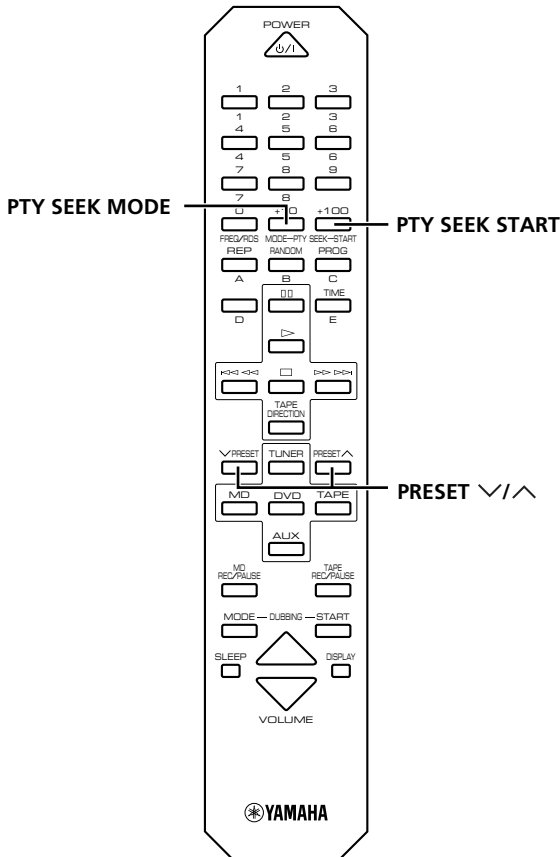 POWER
⏻/I
1 2 3
1 2 3
4 5 6
4 5 6
7 8 9
7 8
PTY SEEK MODE
0 +10 +100
PTY SEEK START
FREQ/RDS MODE—PTY SEEK—START
REP RANDOM PROG
A B C
TIME
D E
TAPE
DIRECTION
PRESET TUNER PRESET
PRESET ∨/∧
MD DVD TAPE
AUX
MD
REC/PAUSE
TAPE
REC/PAUSE
MODE — DUBBING — START
SLEEP DISPLAY
VOLUME
YAMAHA